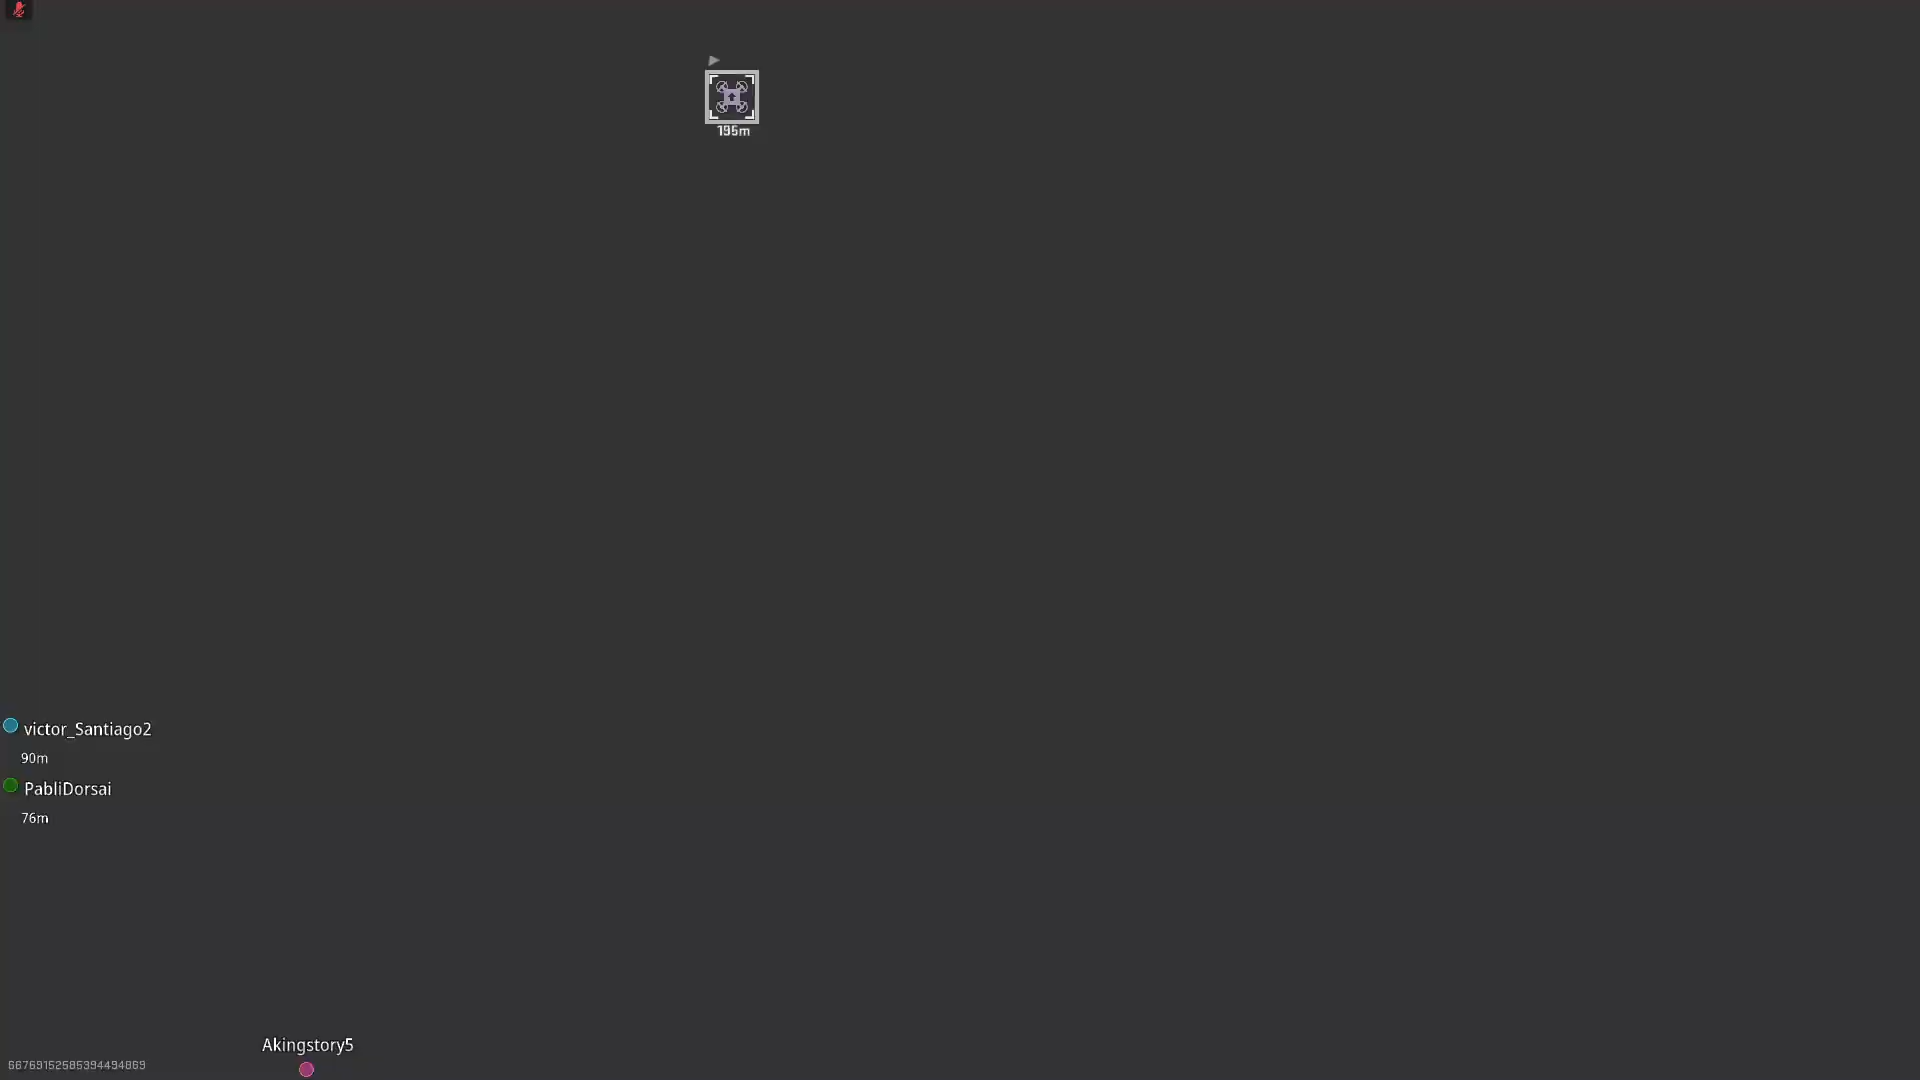 195m
victor_Santiago2
90m
PabliDorsai
76m
Akingstory5